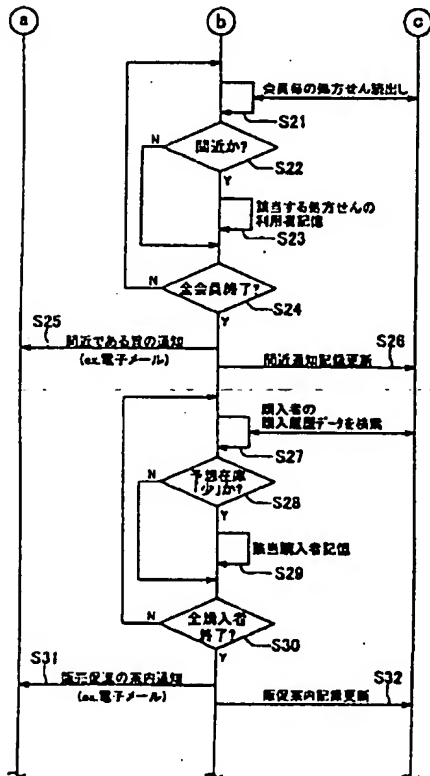 a b c
会員毎の処方せん読出し
S21
間近か?
N
S22
Y
該当する処方せんの
利用者記憶
S23
N
全会員終了?
S24
S25
Y
間近である旨の通知
(ex.電子メール)
S26
間近通知記録更新
購入者の
購入履歴データを検索
S27
N
予想在庫
「少」か?
S28
Y
該当購入者記憶
S29
N
全購入者
終了?
S30
S31
Y
販売促進の案内通知
(ex.電子メール)
S32
販促案内記録更新